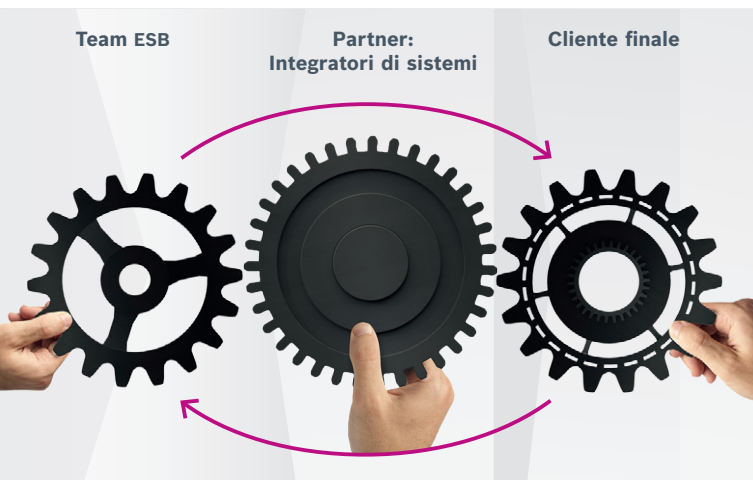 Team ESB
Partner:
Integratori di sistemi
Cliente finale